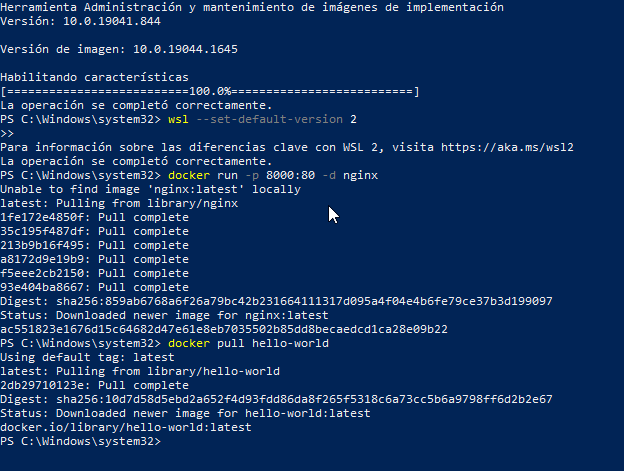 Herramienta Administración y mantenimiento de imágenes de implementación
Versión: 10.0.19041.844
Versión de imagen: 10.0.19044.1645
Habilitando características
[==========================100.0%==========================]
La operación se completó correctamente.
PS C:\Windows\system32> wsl --set-default-version 2
>>
Para información sobre las diferencias clave con WSL 2, visita https://aka.ms/wsl2
La operación se completó correctamente.
PS C:\Windows\system32> docker run -p 8000:80 -d nginx
Unable to find image 'nginx:latest' locally
latest: Pulling from library/nginx
1fe172e4850f: Pull complete
35c195f487df: Pull complete
213b9b16f495: Pull complete
a8172d9e19b9: Pull complete
f5eee2cb2150: Pull complete
93e404ba8667: Pull complete
Digest: sha256:859ab6768a6f26a79bc42b231664111317d095a4f04e4b6fe79ce37b3d199097
Status: Downloaded newer image for nginx:latest
ac551823e1676d15c64682d47e61e8eb7035502b85dd8becaedcd1ca28e09b22
PS C:\Windows\system32> docker pull hello-world
Using default tag: latest
latest: Pulling from library/hello-world
2db29710123e: Pull complete
Digest: sha256:10d7d58d5ebd2a652f4d93fdd86da8f265f5318c6a73cc5b6a9798ff6d2b2e67
Status: Downloaded newer image for hello-world:latest
docker.io/library/hello-world:latest
PS C:\Windows\system32>